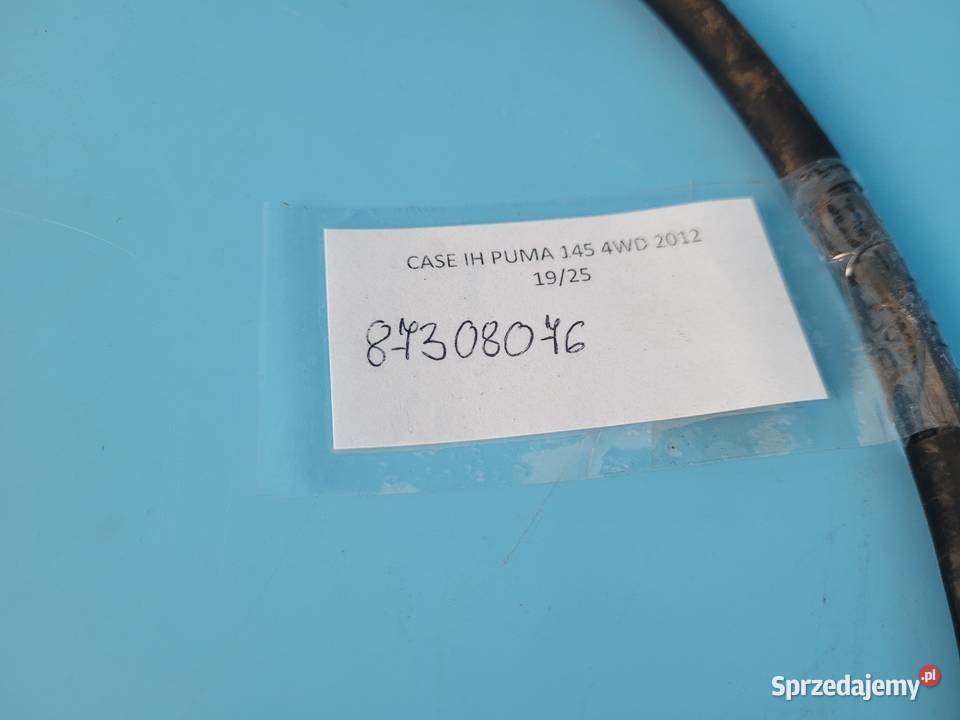 CASE IH PUMA 145 4WD 2012
19/25
87308076
Sprzedajemy.pl